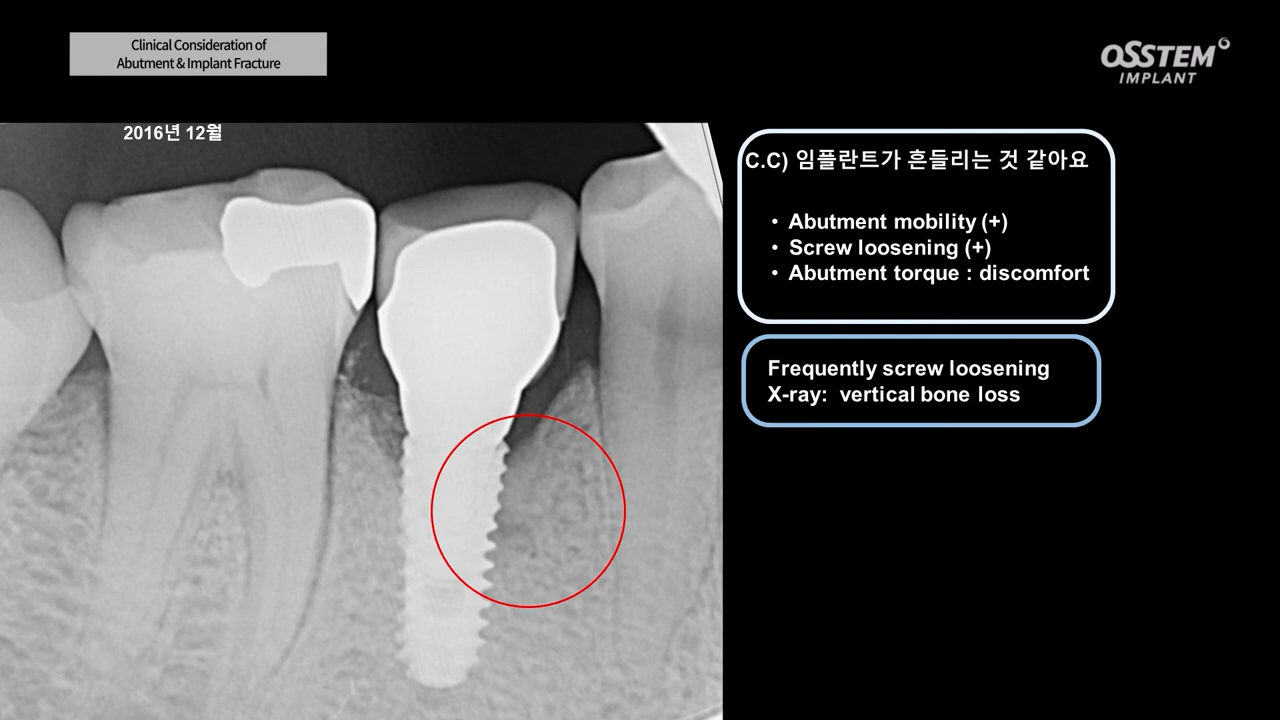 Clinical Consideration of
Abutment & Implant Fracture
OSSTEM
IMPLANT
2016년 12월
C.C) 임플란트가 흔들리는 것 같아요
• Abutment mobility (+)
• Screw loosening (+)
• Abutment torque : discomfort
Frequently screw loosening
X-ray: vertical bone loss